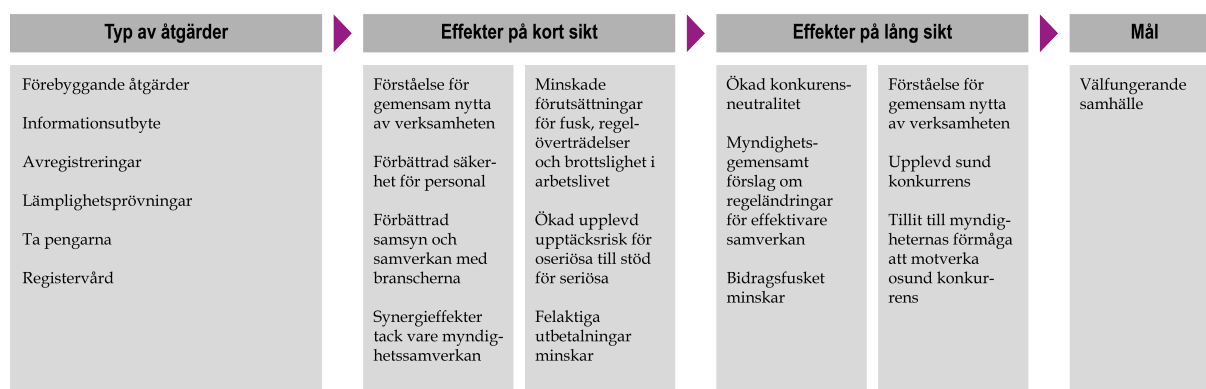 Typ av åtgärder
Effekter på kort sikt
Effekter på lång sikt
Mål
Förebyggande åtgärder
Informationsutbyte
Avregistreringar
Lämplighetsprövningar
Ta pengarna
Registervård
Förståelse för
gemensam nytta
av verksamheten
Förbättrad säker-
het för personal
Förbättrad
samsyn och
samverkan med
branscherna
Synergieffekter
tack vare myndig-
hetssamverkan
Minskade
förutsättningar
för fusk, regel-
överträdelser
och brottslighet i
arbetslivet
Ökad upplevd
upptäcksrisk för
oseriösa till stöd
för seriösa
Felaktiga
utbetalningar
minskar
Ökad konkurens-
neutralitet
Myndighets-
gemensamt
förslag om
regeländringar
för effektivare
samverkan
Bidragsfusket
minskar
Förståelse för
gemensam nytta
av verksamheten
Upplevd sund
konkurrens
Tillit till myndig-
heternas förmåga
att motverka
osund konkur-
rens
Välfungerande
samhälle